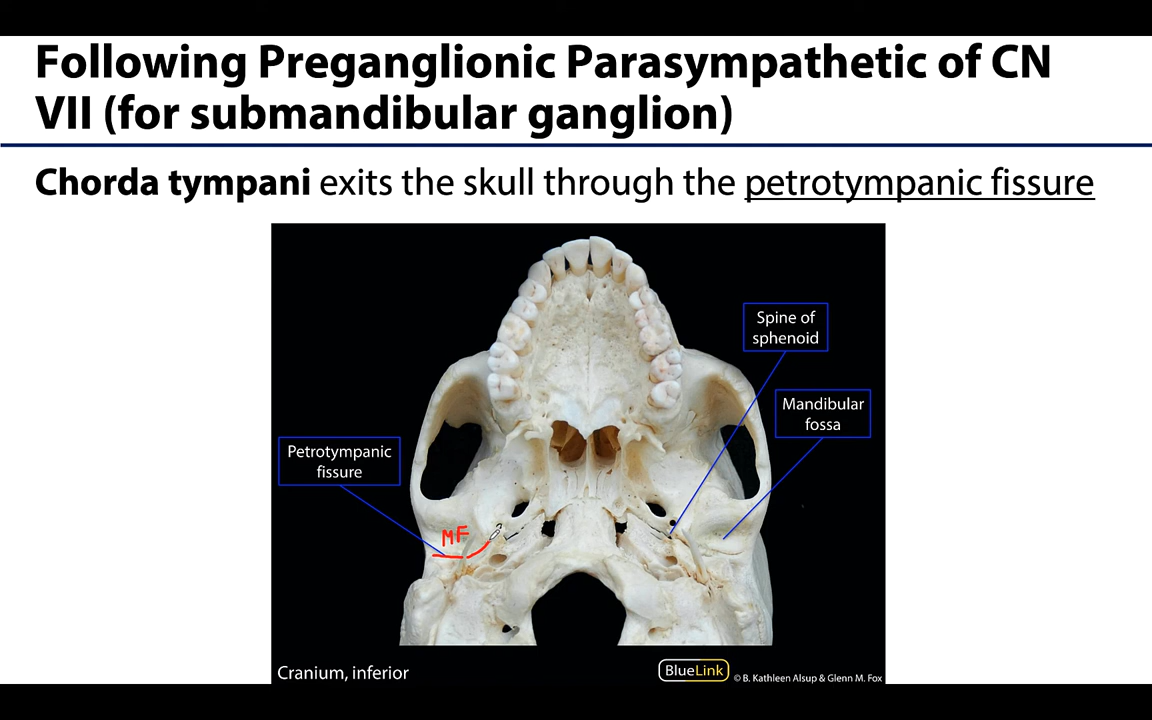 Following Preganglionic Parasympathetic of CN
VII (for submandibular ganglion)
Chorda tympani exits the skull through the petrotympanic fissure
Spine of
sphenoid
Mandibular
fossa
Petrotympanic
fissure
MF
Cranium, inferior
BlueLink
© B. Kathleen Alsup & Glenn M. Fox